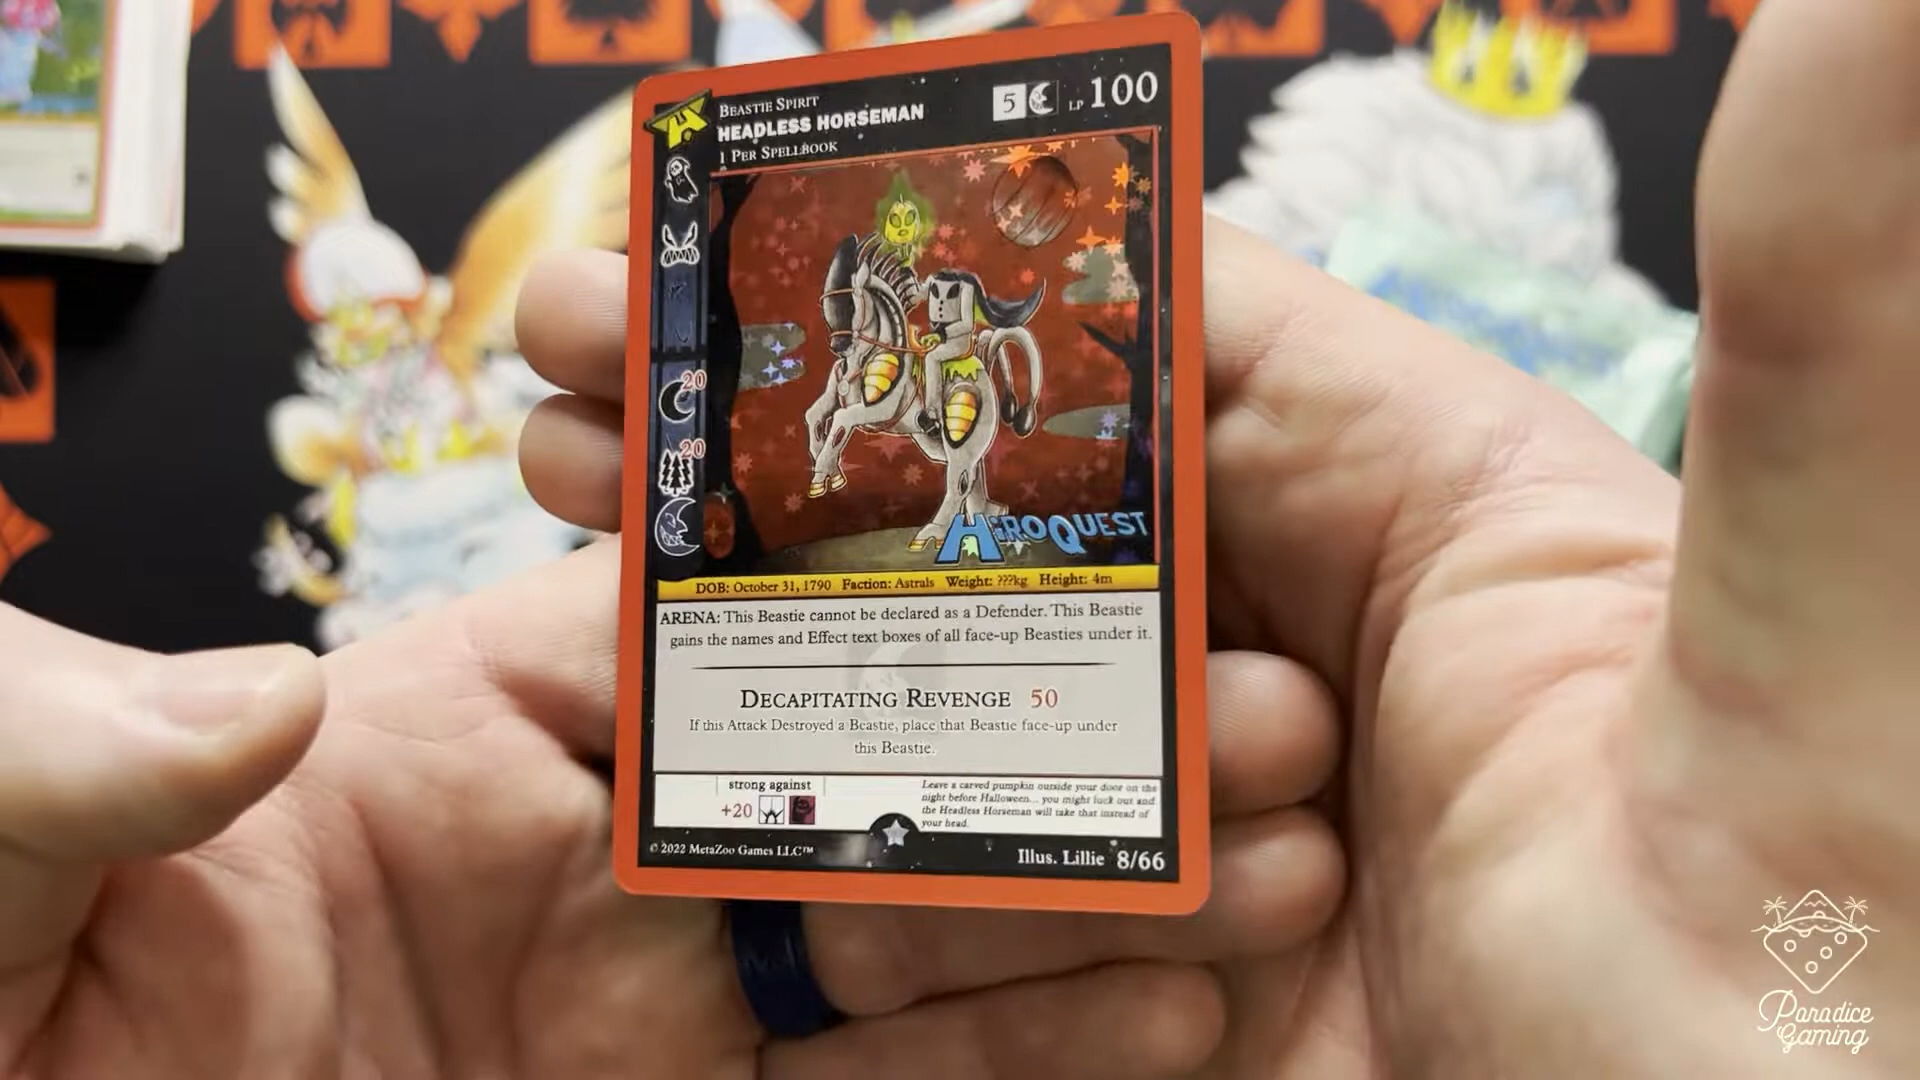 BEASTIE SPIRIT
HEADLESS HORSEMAN
1 PER SPELLBOOK
5
LP 100
20
20
HEROQUEST
DOB: October 31, 1790 Faction: Astrals Weight: ???kg Height: 4m
ARENA: This Beastie cannot be declared as a Defender. This Beastie
gains the names and Effect text boxes of all face-up Beasties under it.
DECAPITATING REVENGE 50
If this Attack Destroyed a Beastie, place that Beastie face-up under
this Beastie.
strong against
+20
Leave a carved pumpkin outside your door on the
night before Halloween... you might luck out and
the Headless Horseman will take that instead of
your head.
© 2022 MetaZoo Games LLC™
Illus. Lillie 8/66
Paradice
Gaming